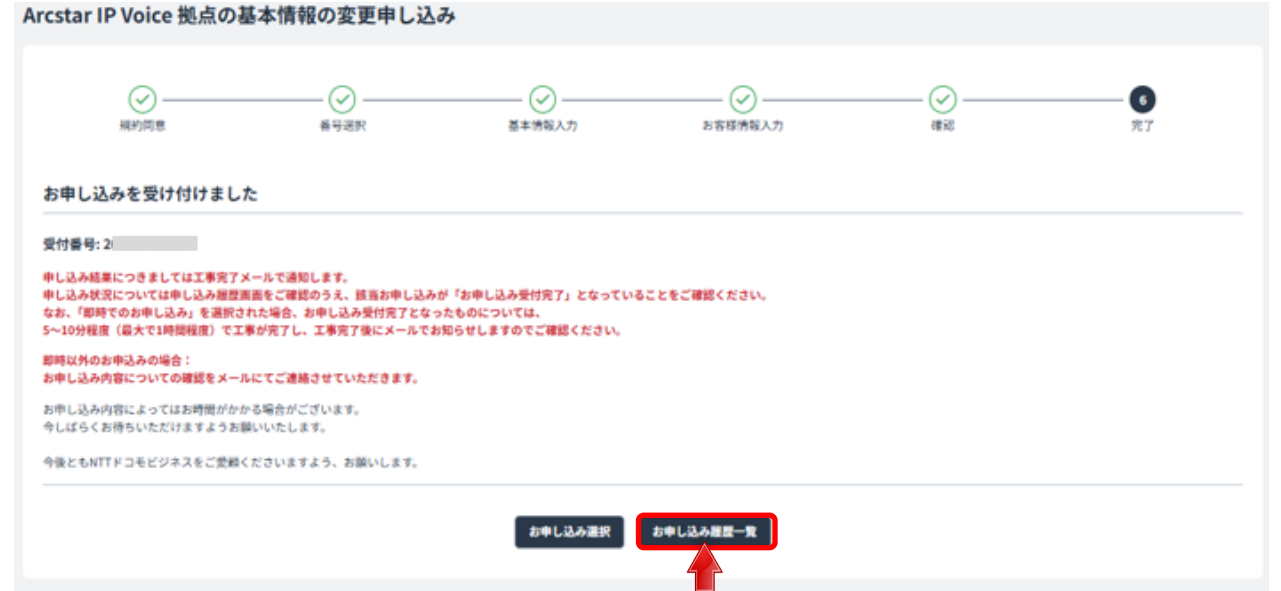 Arcstar IP Voice 拠点の基本情報の変更申し込み
6
規約同意 番号選択 基本情報入力 お客様情報入力 確認 完了
お申し込みを受け付けました
受付番号: 2
申し込み結果につきましては工事完了メールで通知します。
申し込み状況については申し込み履歴画面をご確認のうえ、該当お申し込みが「お申し込み受付完了」となっていることをご確認ください。
なお、「即時でのお申し込み」を選択された場合、お申し込み受付完了となったものについては、
5〜10分程度（最大で1時間程度）で工事が完了し、工事完了後にメールでお知らせしますのでご確認ください。
即時以外のお申込みの場合：
お申し込み内容についての確認をメールにてご連絡させていただきます。
お申し込み内容によってはお時間がかかる場合がございます。
今しばらくお待ちいただけますようお願いいたします。
今後ともNTTドコモビジネスをご愛顧くださいますよう、お願いします。
お申し込み選択 お申し込み履歴一覧